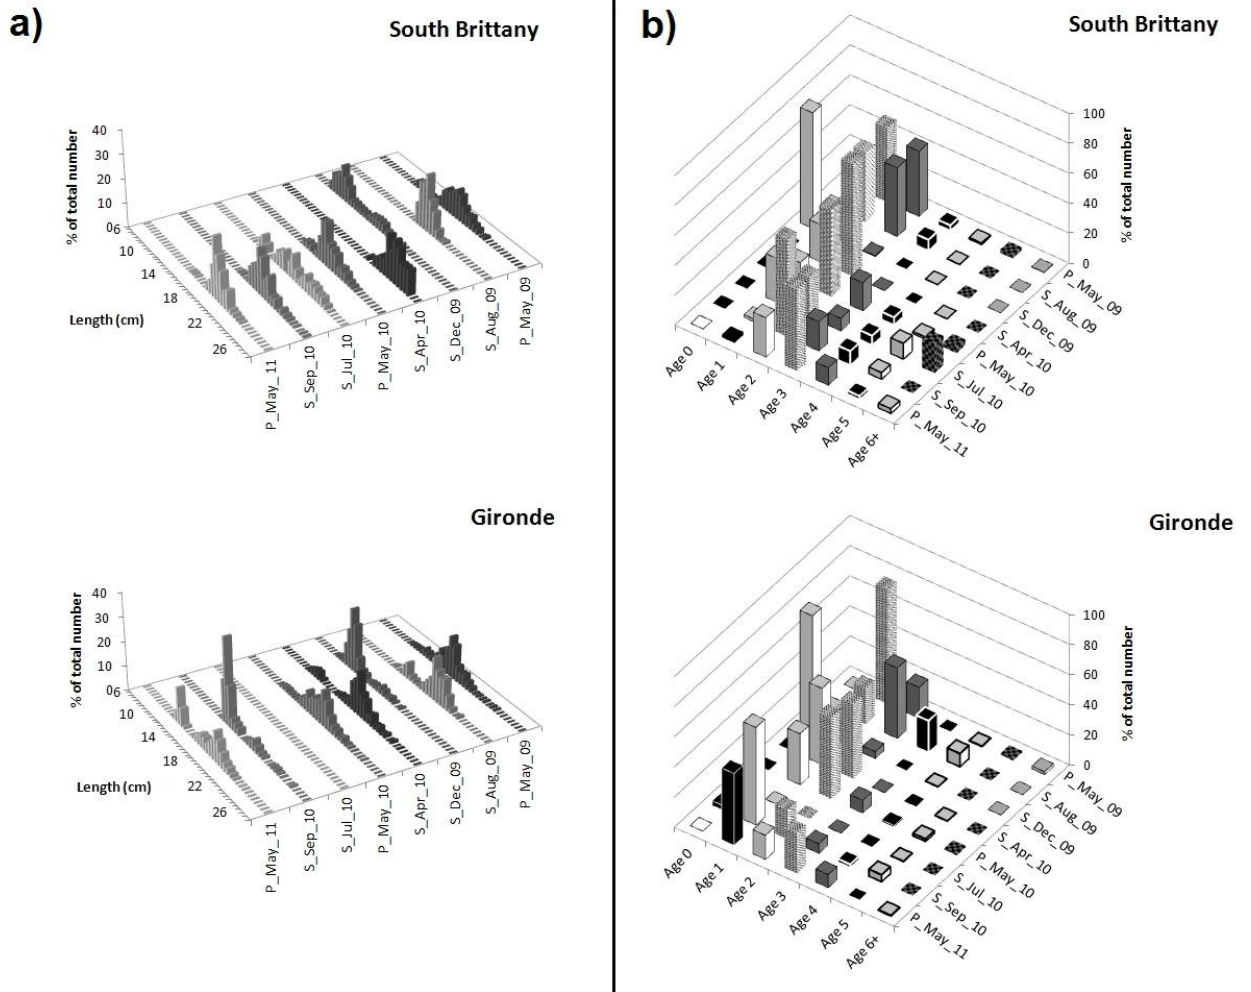 a)
South Brittany
% of total number
40
30
20
10
0
6
10
14
18
22
26
Length (cm)
P_May_11
S_Sep_10
S_Jul_10
P_May_10
S_Apr_10
S_Dec_09
S_Aug_09
P_May_09
Gironde
% of total number
40
30
20
10
0
6
10
14
18
22
26
Length (cm)
P_May_11
S_Sep_10
S_Jul_10
P_May_10
S_Apr_10
S_Dec_09
S_Aug_09
P_May_09
b)
South Brittany
100
80
60
40
20
0
% of total number
Age 0
Age 1
Age 2
Age 3
Age 4
Age 5
Age 6+
P_May_09
S_Aug_09
S_Dec_09
S_Apr_10
P_May_10
S_Jul_10
S_Sep_10
P_May_11
Gironde
100
80
60
40
20
0
% of total number
Age 0
Age 1
Age 2
Age 3
Age 4
Age 5
Age 6+
P_May_09
S_Aug_09
S_Dec_09
S_Apr_10
P_May_10
S_Jul_10
S_Sep_10
P_May_11